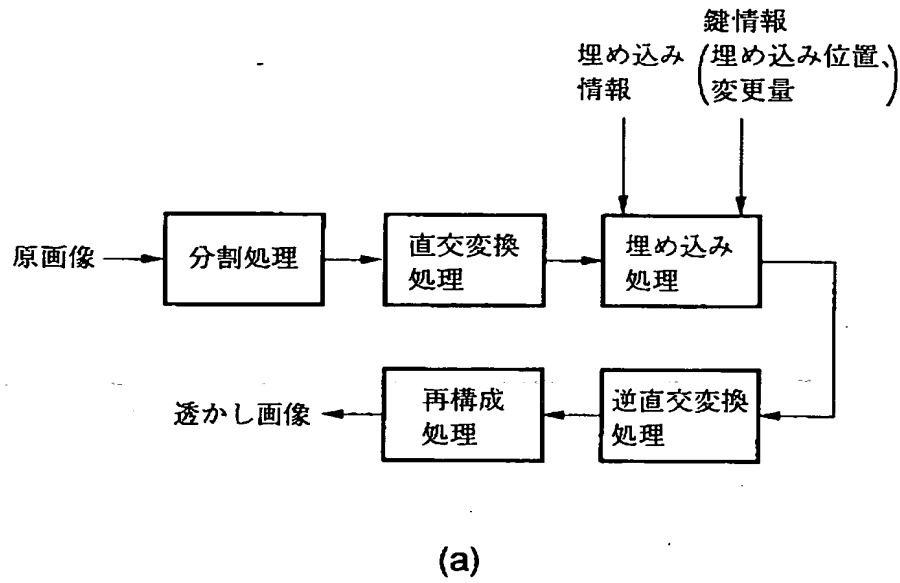 鍵情報
埋め込み
情報
(埋め込み位置、
変更量)
原画像
分割処理
直交変換
処理
埋め込み
処理
透かし画像
再構成
処理
逆直交変換
処理
(a)